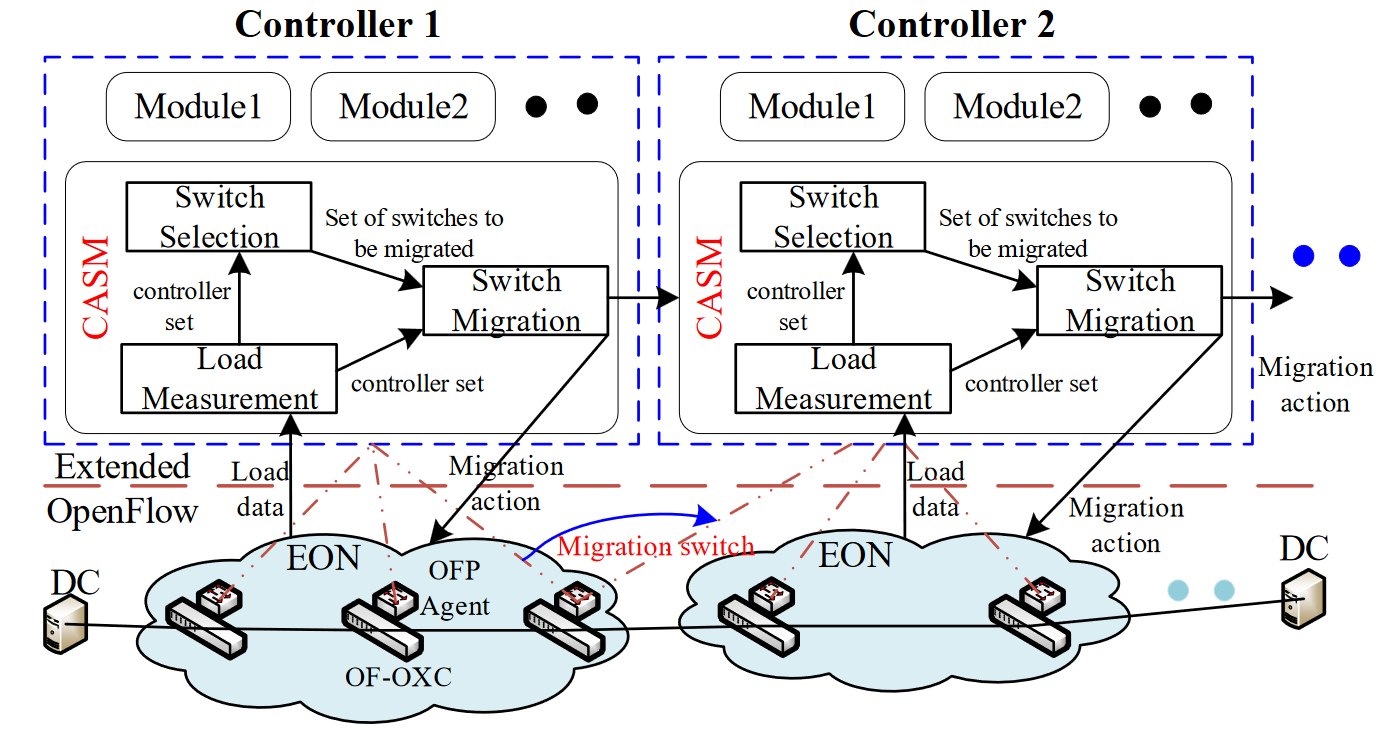 Controller 1
Controller 2
Module1
Module2
Module1
Module2
CASM
Switch
Selection
Set of switches to
be migrated
controller
set
Switch
Migration
Load
Measurement
controller set
CASM
Switch
Selection
Set of switches to
be migrated
controller
set
Switch
Migration
Load
Measurement
controller set
Migration
action
Extended
OpenFlow
Load
data
Migration
action
Load
data
Migration
action
Migration switch
EON
OFP
Agent
OF-OXC
DC
EON
DC